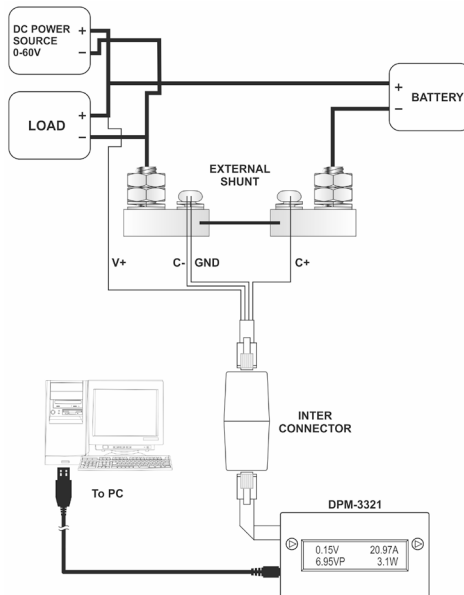 DC POWER
SOURCE
0-60V
+
−
LOAD
+
−
+
−
BATTERY
EXTERNAL
SHUNT
V+
C-
GND
C+
INTER
CONNECTOR
To PC
DPM-3321
0.15V 20.97A
6.95VP 3.1W